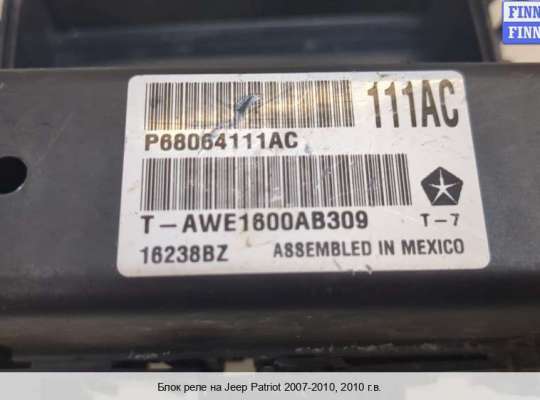 FINN
FINN
111AC
P68064111AC
T-AWE1600AB309
T-7
16238BZ
ASSEMBLED IN MEXICO
Блок реле на Jeep Patriot 2007-2010, 2010 г.в.